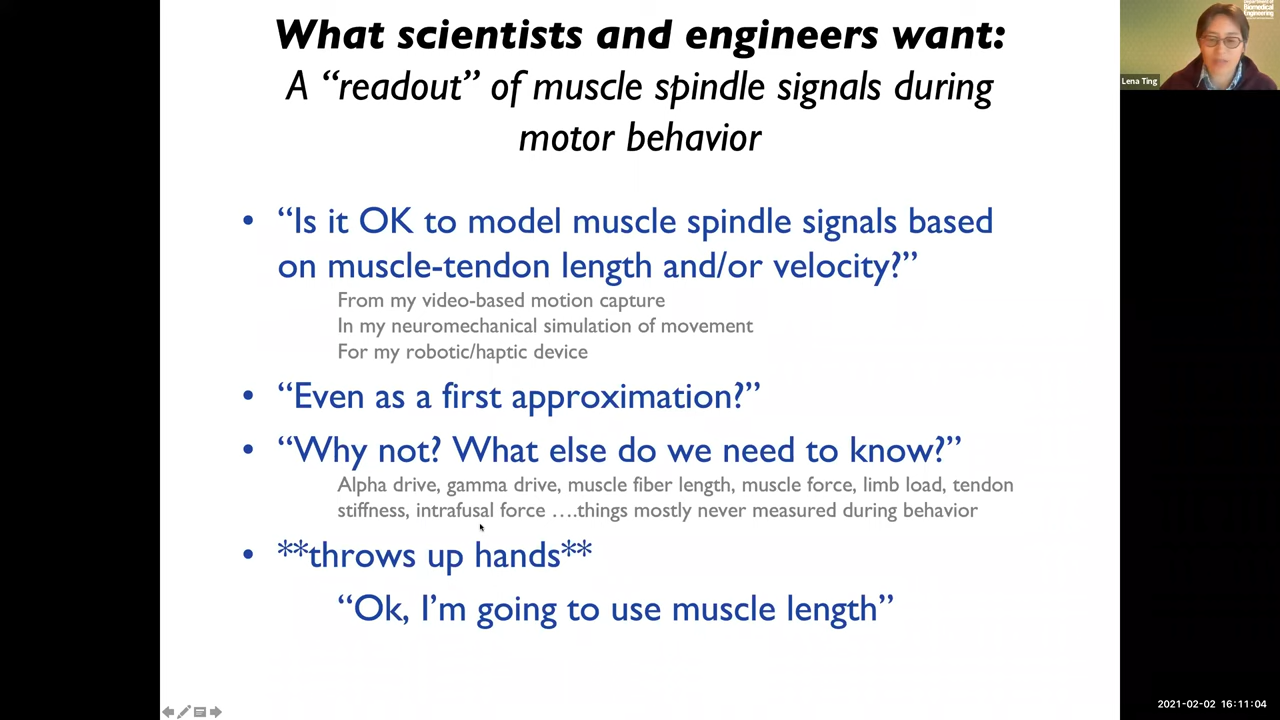 What scientists and engineers want:
A “readout” of muscle spindle signals during
motor behavior
• “Is it OK to model muscle spindle signals based
on muscle-tendon length and/or velocity?”
From my video-based motion capture
In my neuromechanical simulation of movement
For my robotic/haptic device
• “Even as a first approximation?”
• “Why not? What else do we need to know?”
Alpha drive, gamma drive, muscle fiber length, muscle force, limb load, tendon
stiffness, intrafusal force ….things mostly never measured during behavior
• **throws up hands**
“Ok, I’m going to use muscle length”
Biomedical
Engineering
Lena Ting
2021-02-02 16:11:04